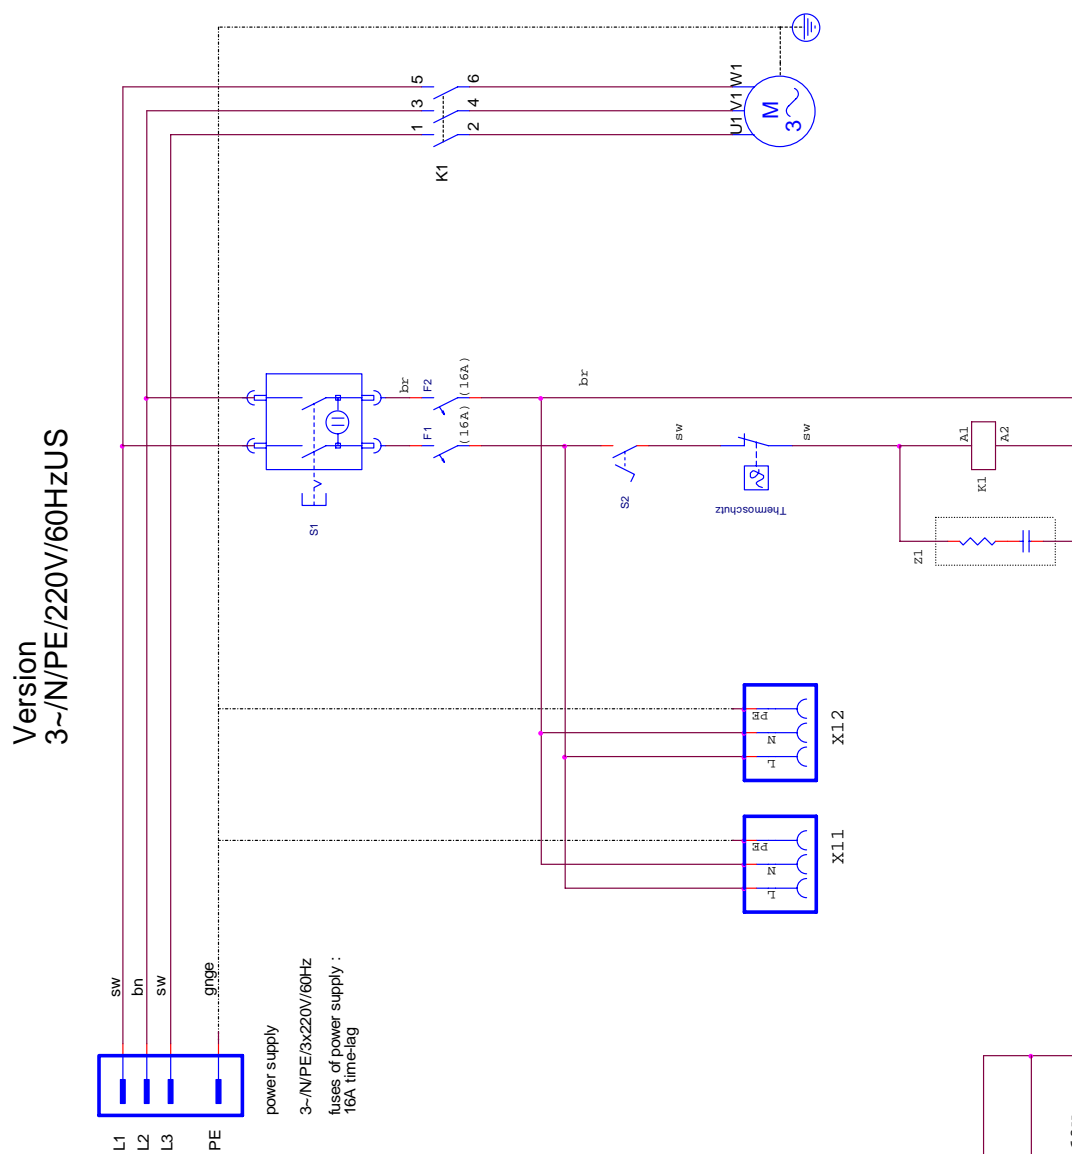 Version
3~/N/PE/220V/60HzUS
L1
L2
L3
PE
sw
bn
sw
gnge
power supply
3~/N/PE/3x220V/60Hz
fuses of power supply :
16A time-lag
5
3
1
6
4
2
K1
W1
V1
U1
M
3~
S1
br
F2
(16A)
F1
(16A)
br
S2
sw
Thermoschutz
sw
A1
A2
K1
Z1
PE
N
L
X12
PE
N
L
X11